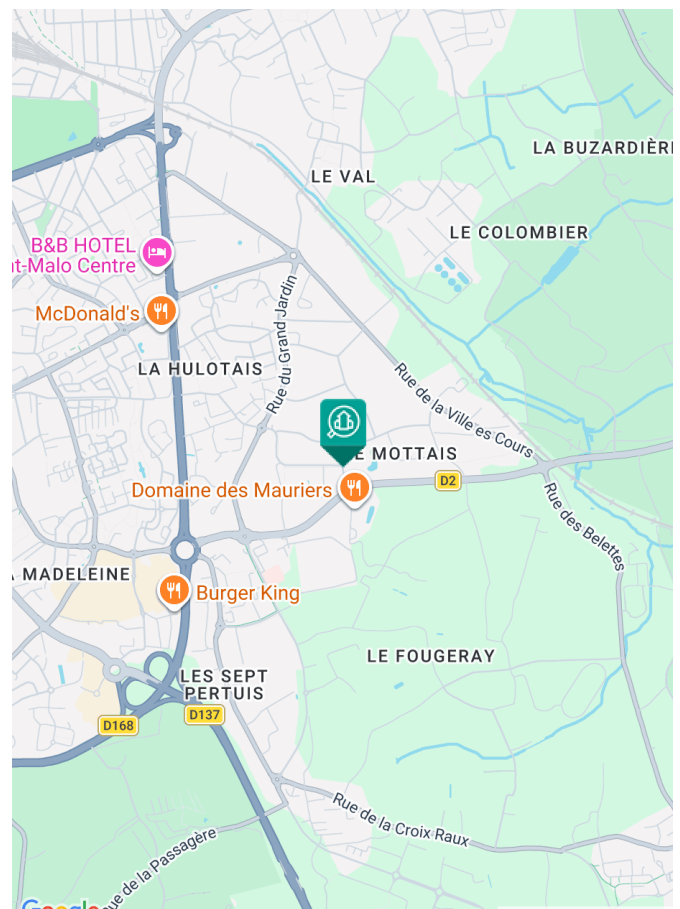 LA BUZARDIÈR
LE VAL
LE COLOMBIER
B&B HOTEL
nt-Malo Centre
McDonald's
Rue du Grand Jardin
LA HULOTAIS
Rue de la Ville es Cours
E MOTTAIS
D2
Domaine des Mauriers
Rue des Belettes
MADELEINE
Burger King
LE FOUGERAY
LES SEPT
PERTUIS
D137
D168
Rue de la Croix Raux
ue de la Passagère
Google